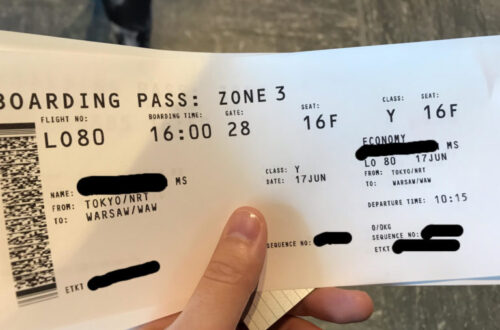 BOARDING PASS: ZONE 3
FLIGHT NO: BOARDING TIME: GATE: SEAT:
LO80 16:00 28 16F
NAME: MS
FROM: TOKYO/NRT
TO: WARSAW/WAW
CLASS: Y
DATE: 17JUN
SEQUENCE NO:
ETKT
CLASS: SEAT:
Y 16F
ECONOMY
MS
LO 80 17JUN
FROM: TOKYO/NRT
TO: WARSAW/WAW
DEPARTURE TIME: 10:15
O/OKG
SEQUENCE NO:
ETKT